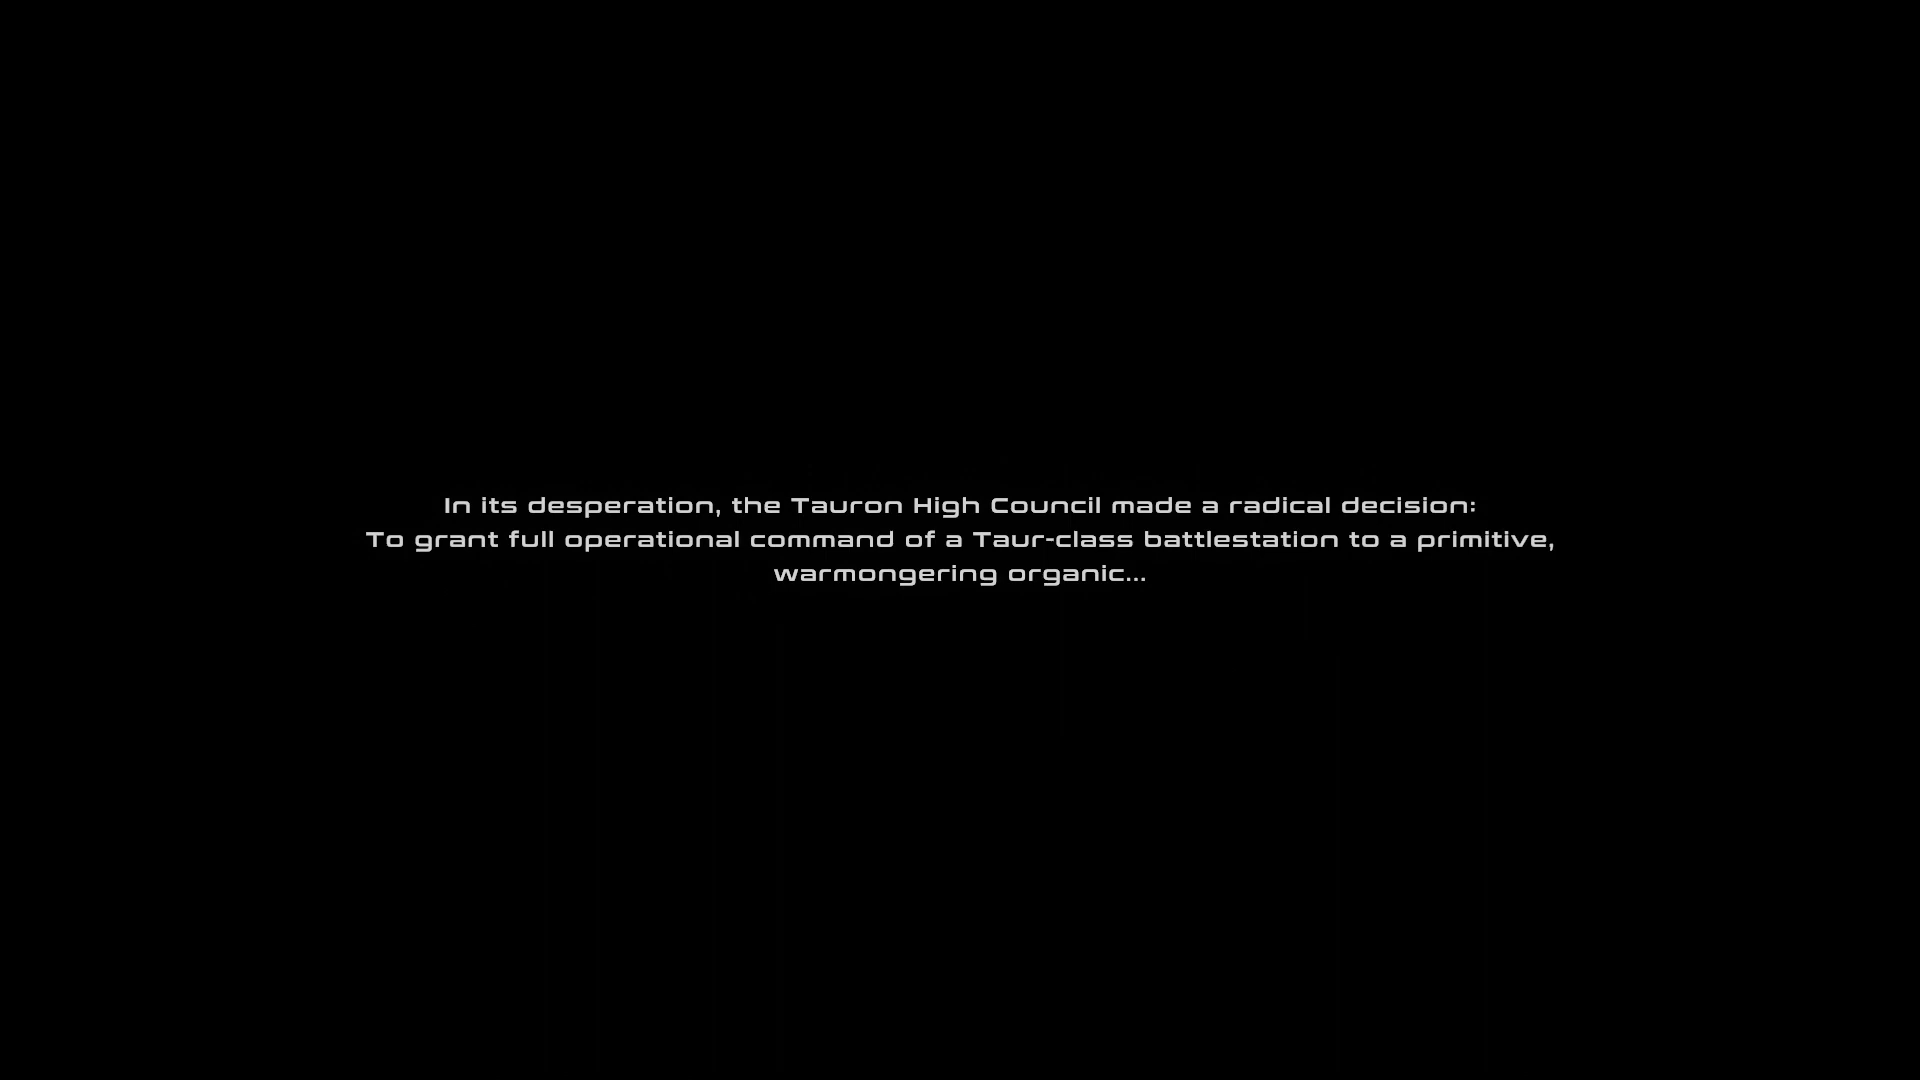 In its desperation, the Tauron High Council made a radical decision:
To grant full operational command of a Taur-class battlestation to a primitive,
warmongering organic...